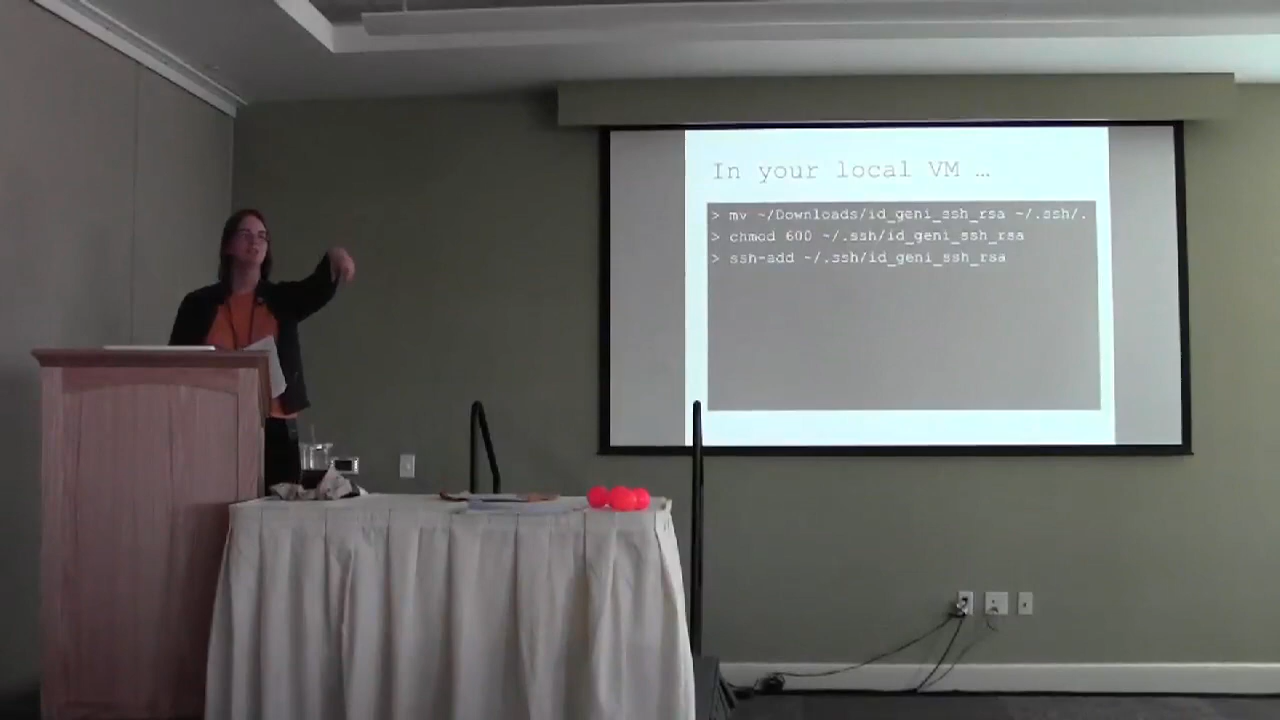 In your local VM …
> mv ~/Downloads/id_geni_ssh_rsa ~/.ssh/.
> chmod 600 ~/.ssh/id_geni_ssh_rsa
> ssh-add ~/.ssh/id_geni_ssh_rsa